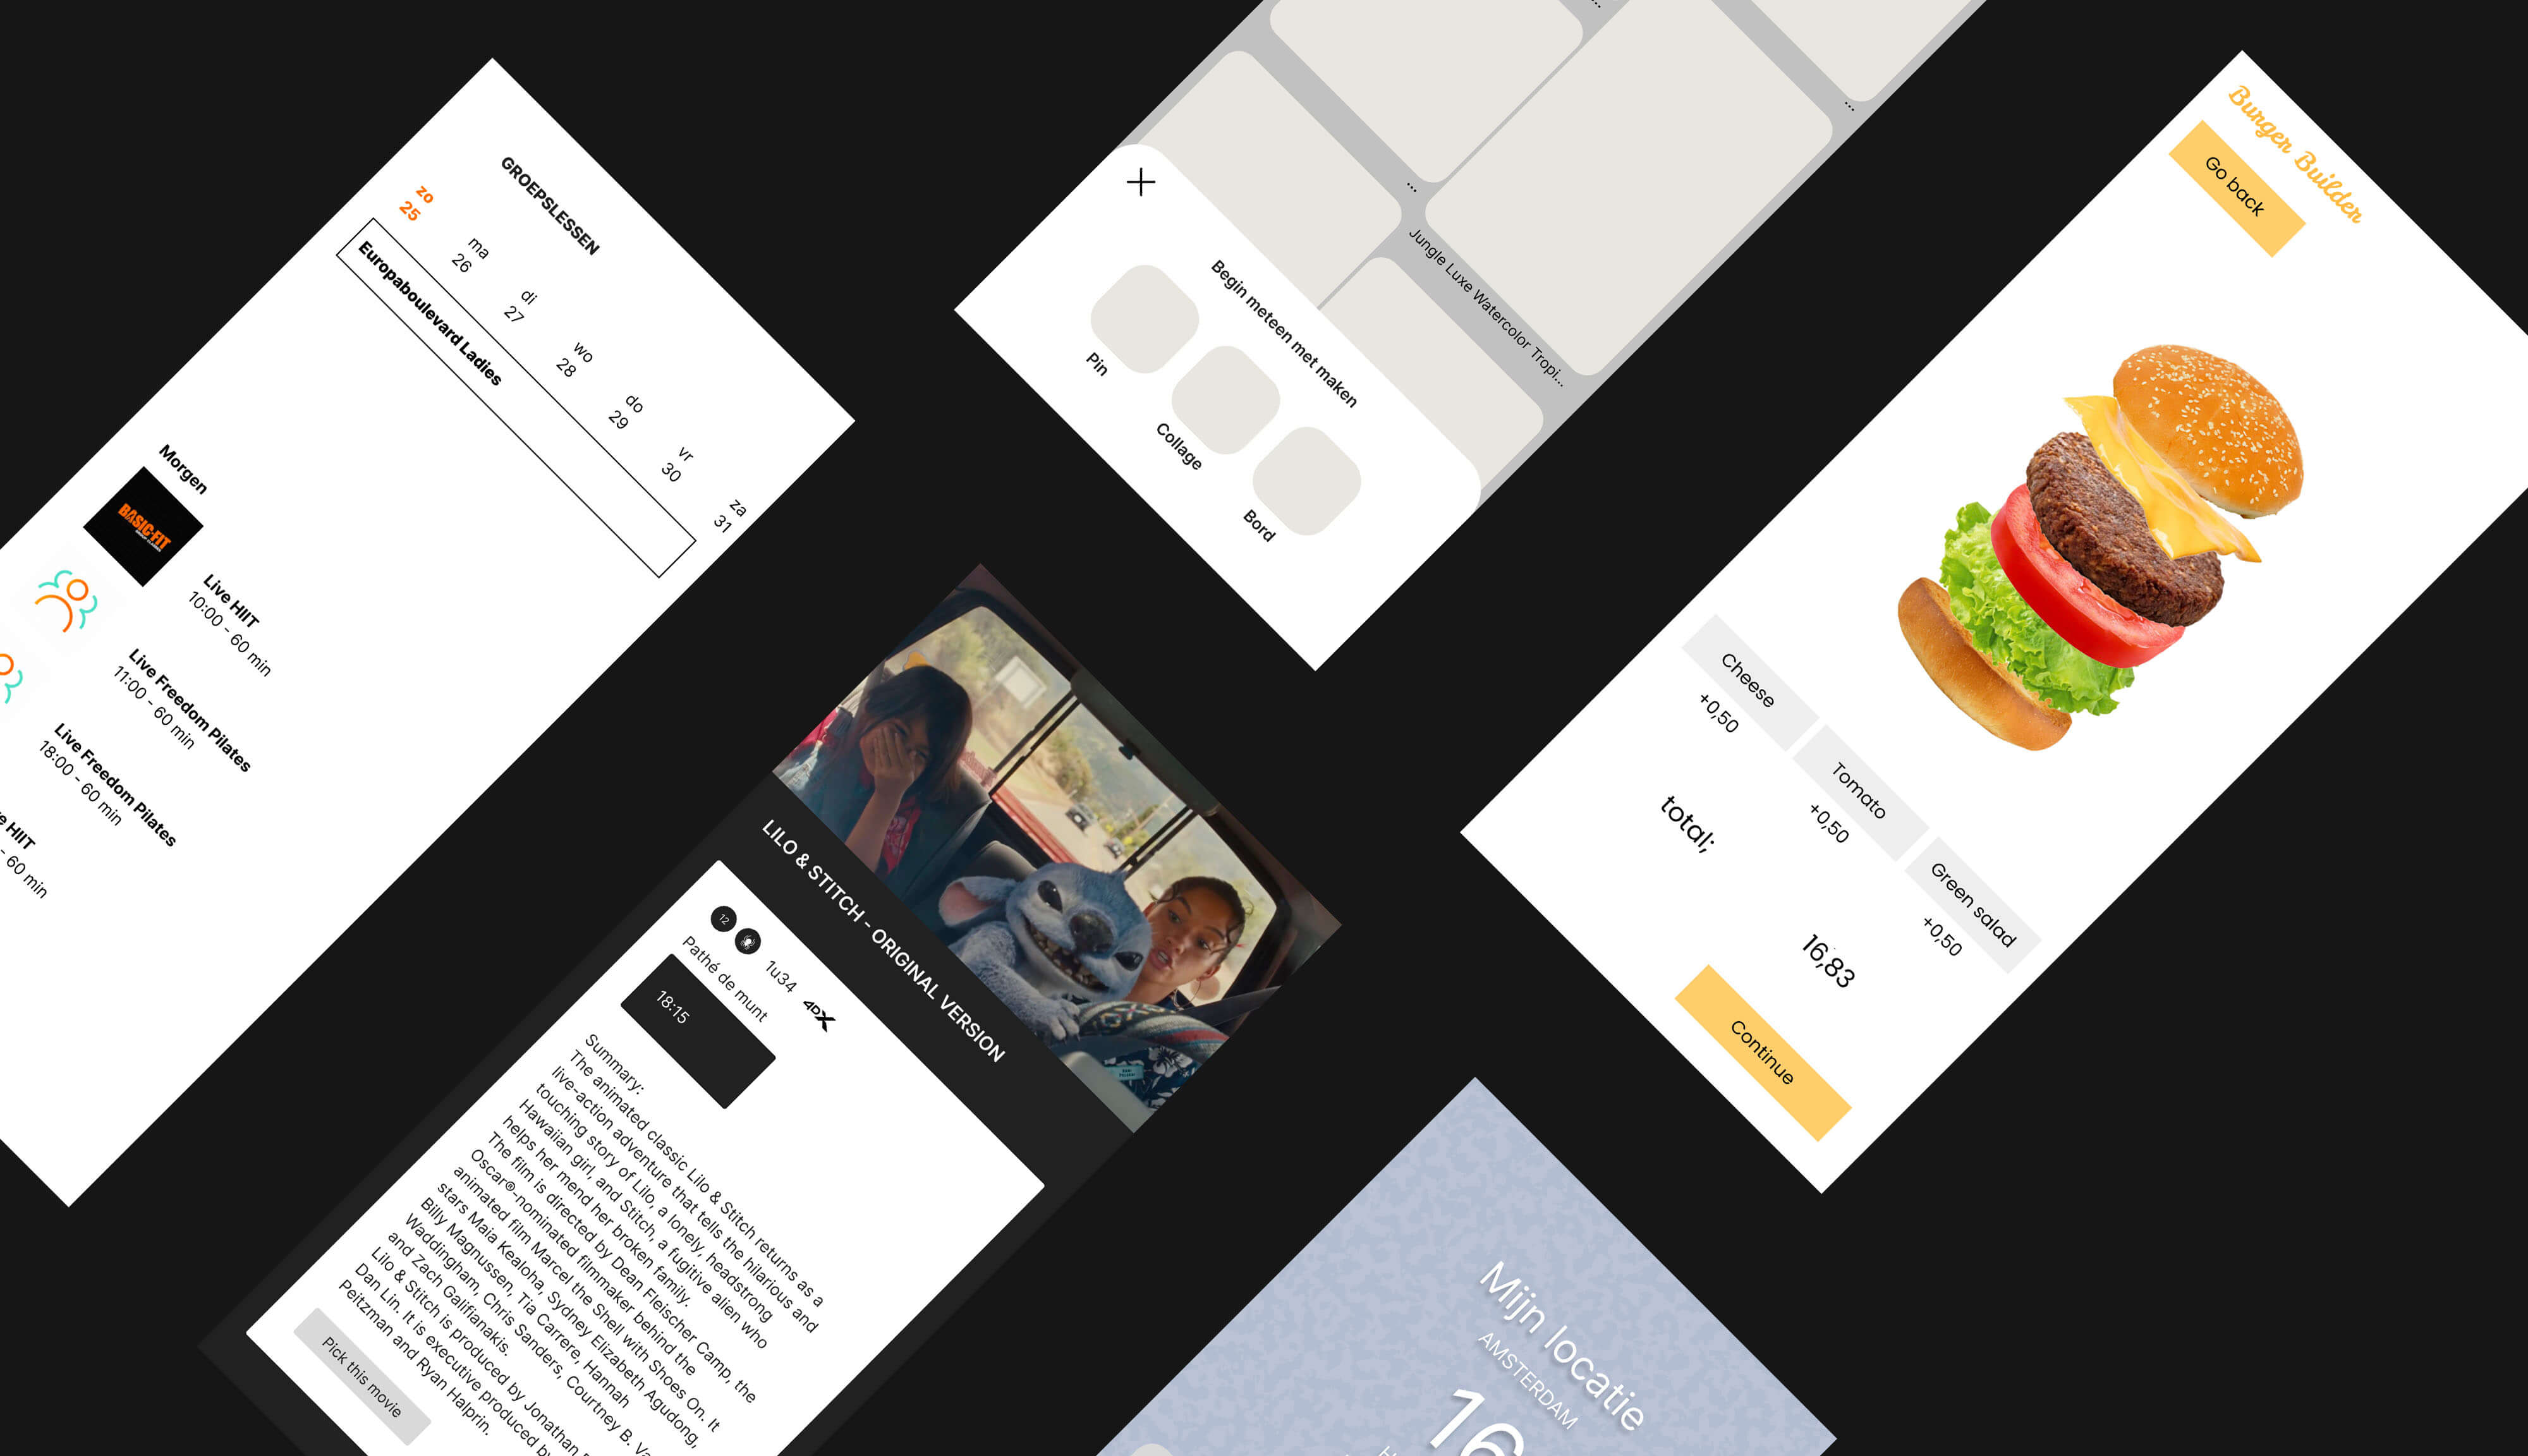 GROEPSLESSEN
zo
25
ma
26
di
27
wo
28
do
29
vr
30
za
31
Europaboulevard Ladies
Morgen
BASIC-FIT
Live HIIT
10:00 - 60 min
Live Freedom Pilates
11:00 - 60 min
Live Freedom Pilates
18:00 - 60 min
HIIT
- 60 min
...
...
...
Jungle Luxe Watercolor Tropi...
Begin meteen met maken
Pin
Collage
Bord
LILO & STITCH - ORIGINAL VERSION
12
1u34
4DX
Pathé de munt
18:15
Summary:
The animated classic Lilo & Stitch returns as a
live-action adventure that tells the hilarious and
touching story of Lilo, a lonely, headstrong
Hawaiian girl, and Stitch, a fugitive alien who
helps her mend her broken family.
The film is directed by Dean Fleischer Camp, the
Oscar®-nominated filmmaker behind the
animated film Marcel the Shell with Shoes On. It
stars Maia Kealoha, Sydney Elizabeth Agudong,
Billy Magnussen, Tia Carrere, Hannah
Waddingham, Chris Sanders, Courtney B.
and Zach Galifianakis.
Lilo & Stitch is produced by Jonathan
Dan Lin. It is executive produced by
Peitzman and Ryan Halprin.
Pick this movie
Burger Builder
Go back
Cheese
+0,50
Tomato
+0,50
Green salad
+0,50
total;
16,83
Continue
Mijn locatie
AMSTERDAM
16